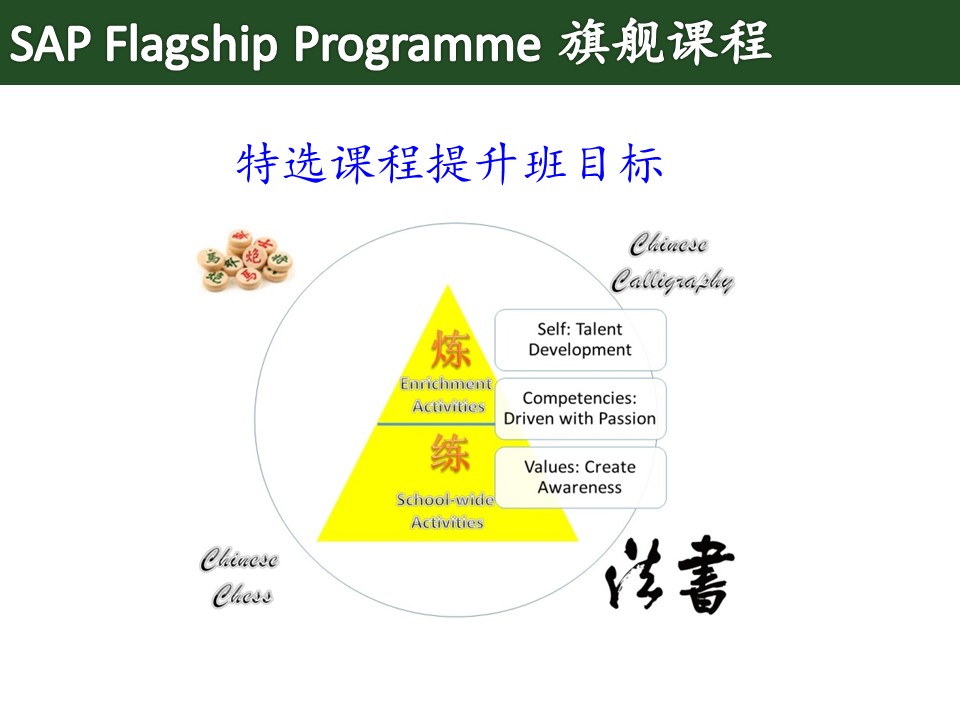 SAP Flagship Programme 旗舰课程
特选课程提升班目标
Chinese
Calligraphy
炼
Enrichment
Activities
Self: Talent
Development
Competencies:
Driven with Passion
练
School-wide
Activities
Values: Create
Awareness
Chinese
Chess
法書